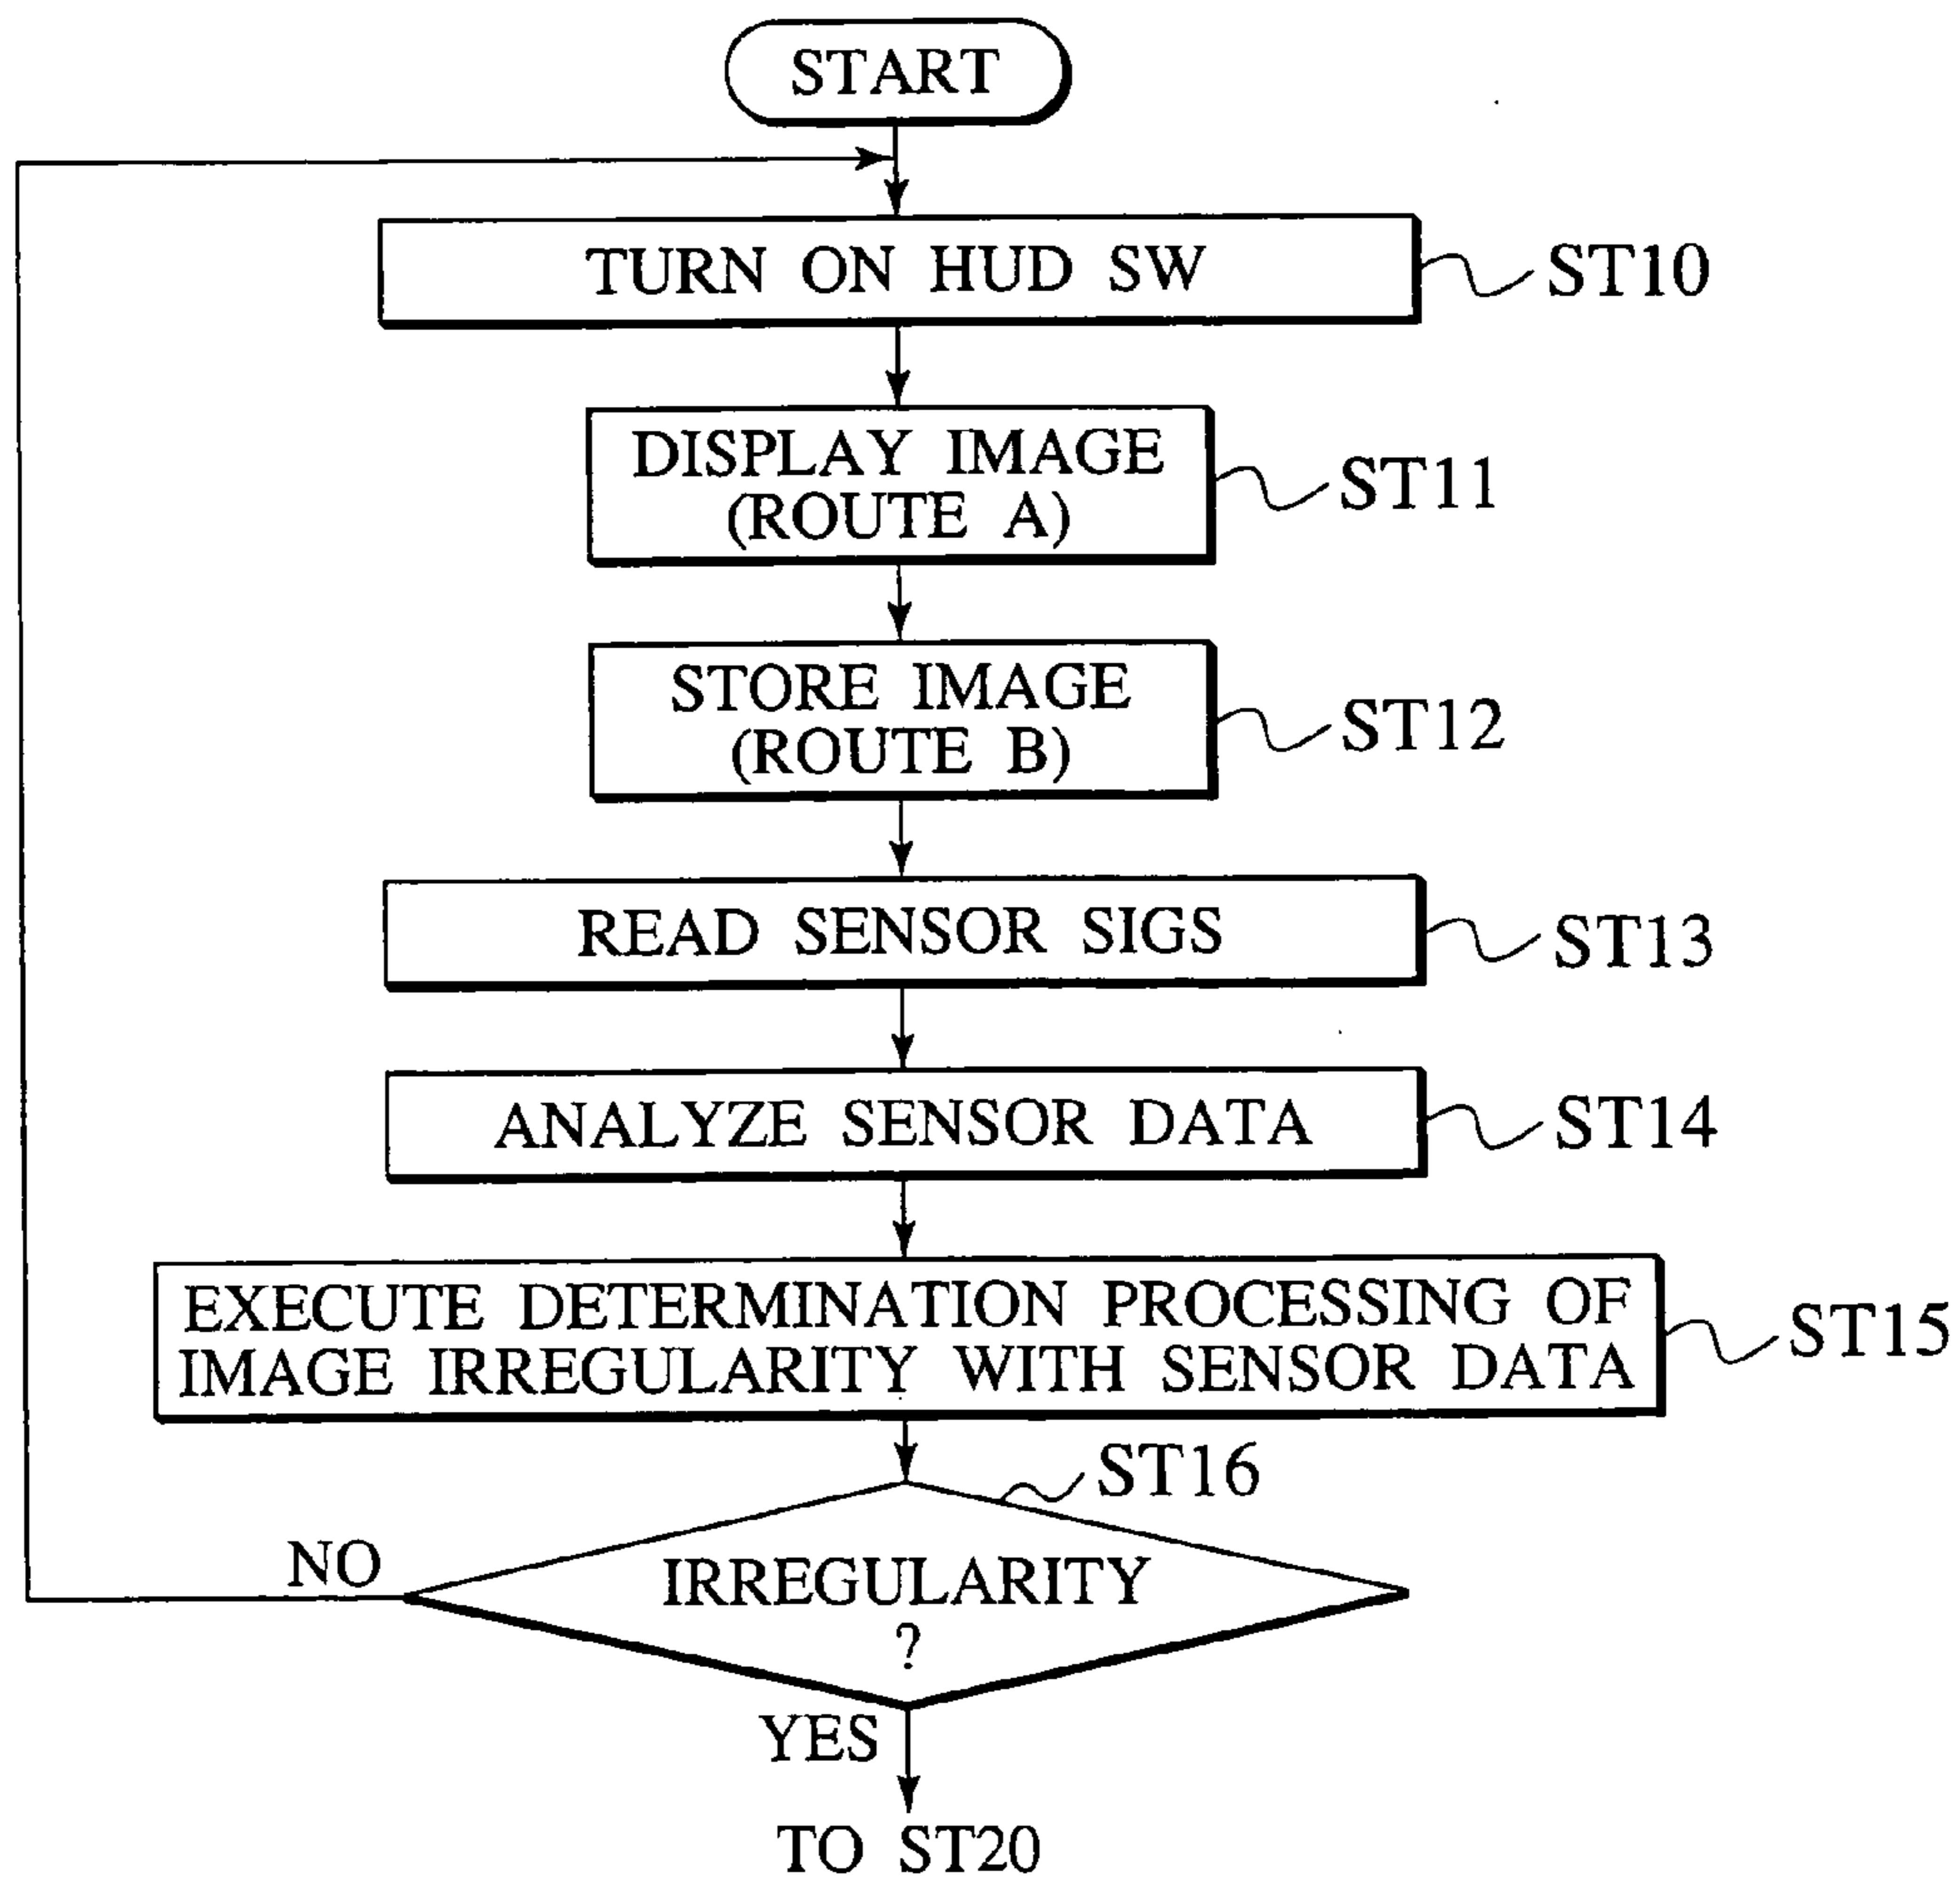 START
TURN ON HUD SW
ST10
DISPLAY IMAGE
(ROUTE A)
ST11
STORE IMAGE
(ROUTE B)
ST12
READ SENSOR SIGS
ST13
ANALYZE SENSOR DATA
ST14
EXECUTE DETERMINATION PROCESSING OF
IMAGE IRREGULARITY WITH SENSOR DATA
ST15
ST16
IRREGULARITY
?
NO
YES
TO ST20